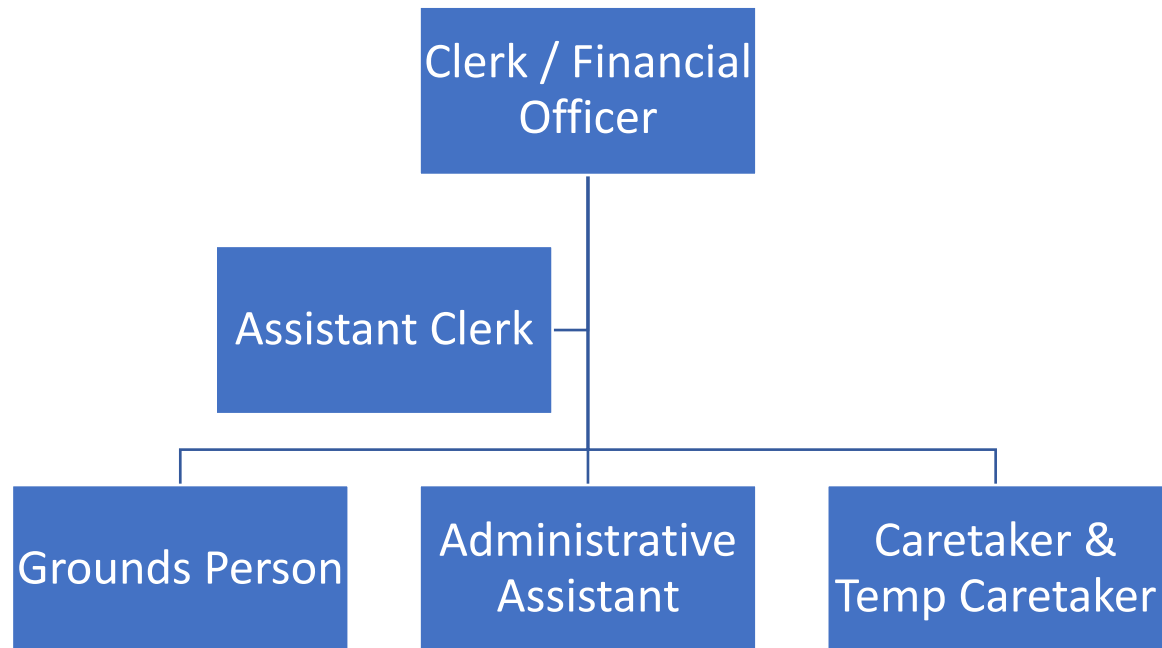 Clerk / Financial
Officer
Assistant Clerk
Grounds Person
Administrative
Assistant
Caretaker &
Temp Caretaker